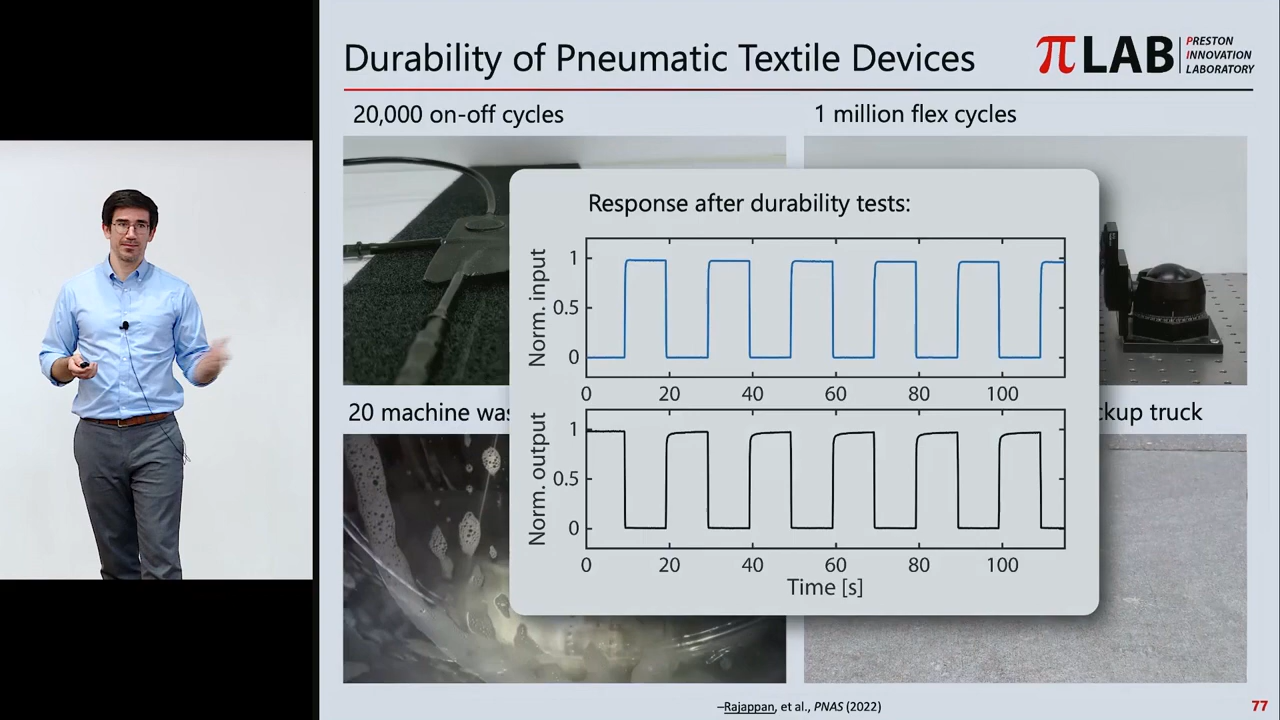 Durability of Pneumatic Textile Devices
πLAB
PRESTON
INNOVATION
LABORATORY
20,000 on-off cycles
1 million flex cycles
Response after durability tests:
Norm. input
1
0.5
0
0 20 40 60 80 100
20 machine
Norm. output
1
0.5
0
0 20 40 60 80 100
Time [s]
truck
–Rajappan, et al., PNAS (2022)
77